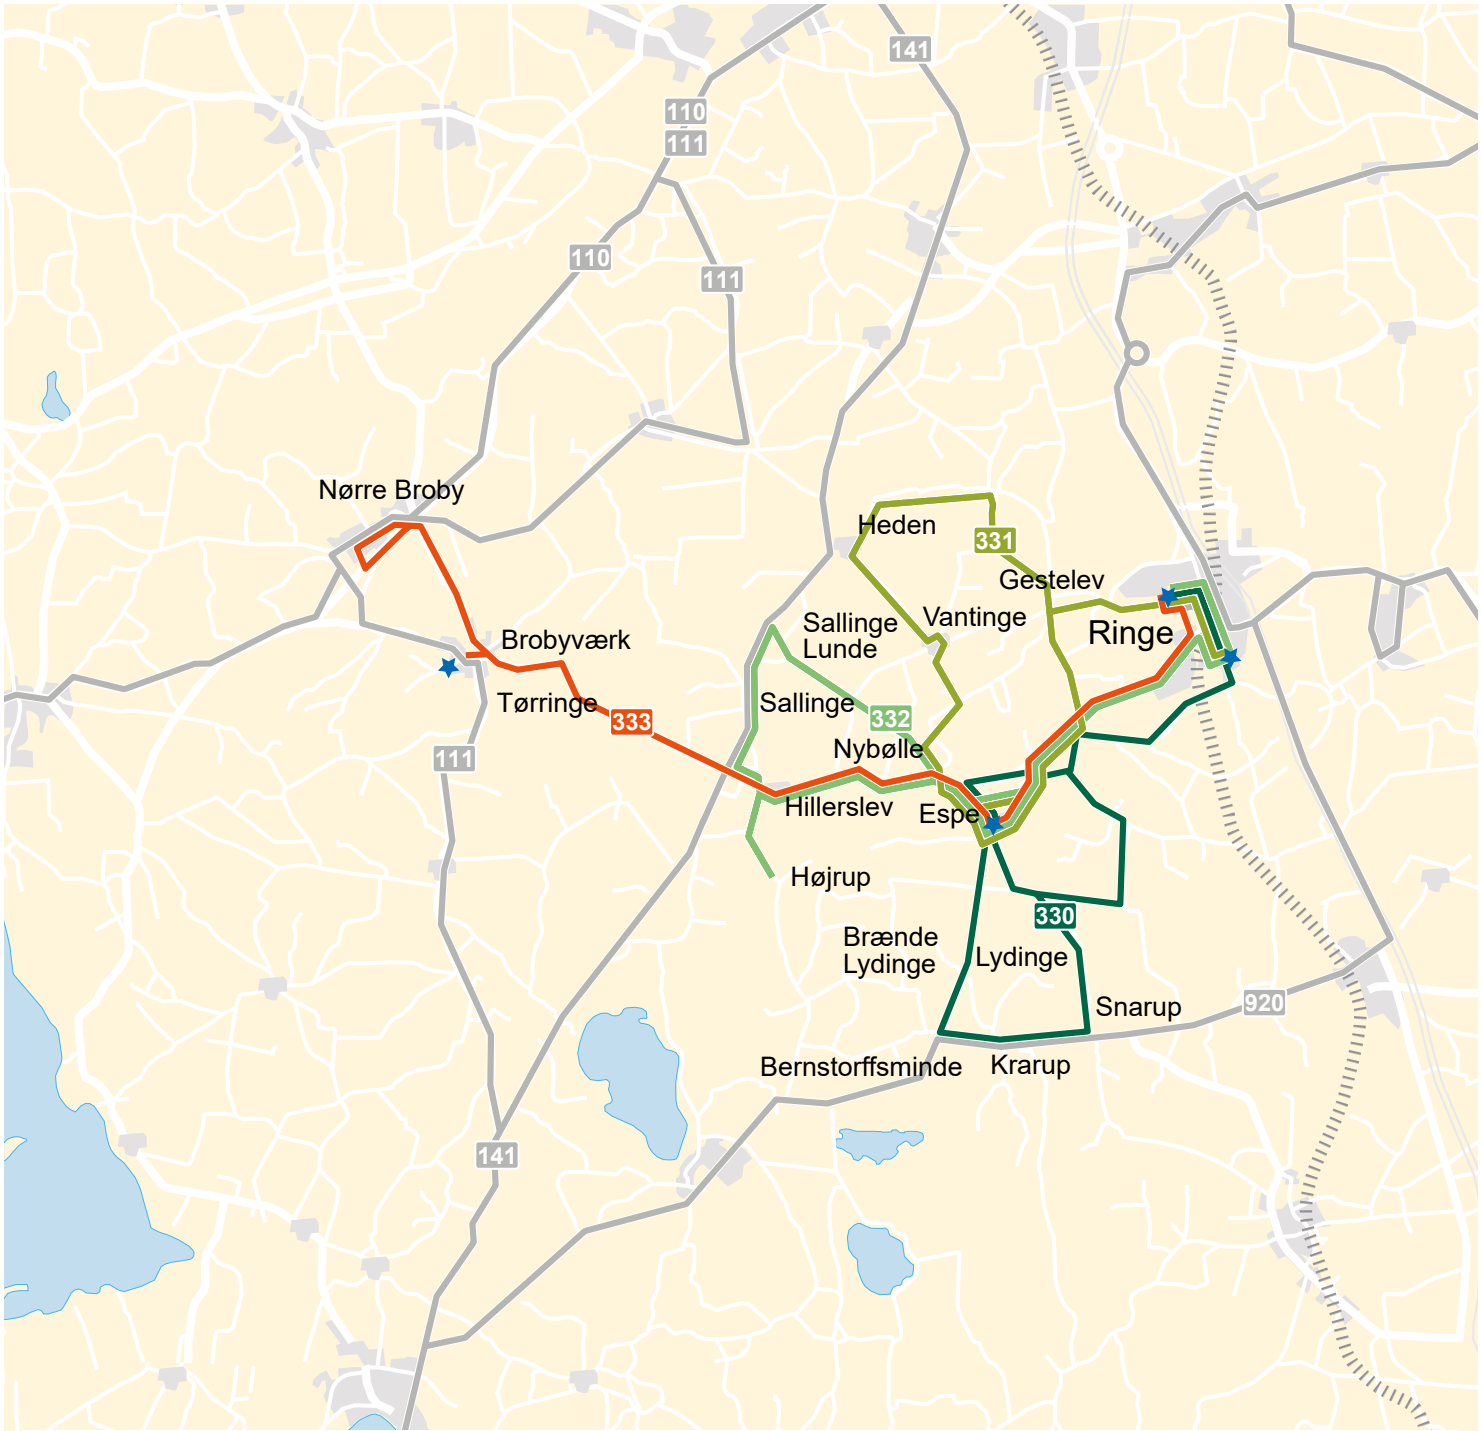 141
110
111
110
111
Nørre Broby
Heden
331
Gestelev
Vantinge
Sallinge
Lunde
Ringe
Brobyværk
Tørringe
333
Sallinge
332
Nybølle
111
Hillerslev
Espe
Højrup
330
Brænde
Lydinge
Lydinge
Snarup
920
Bernstorffsminde
Krarup
141